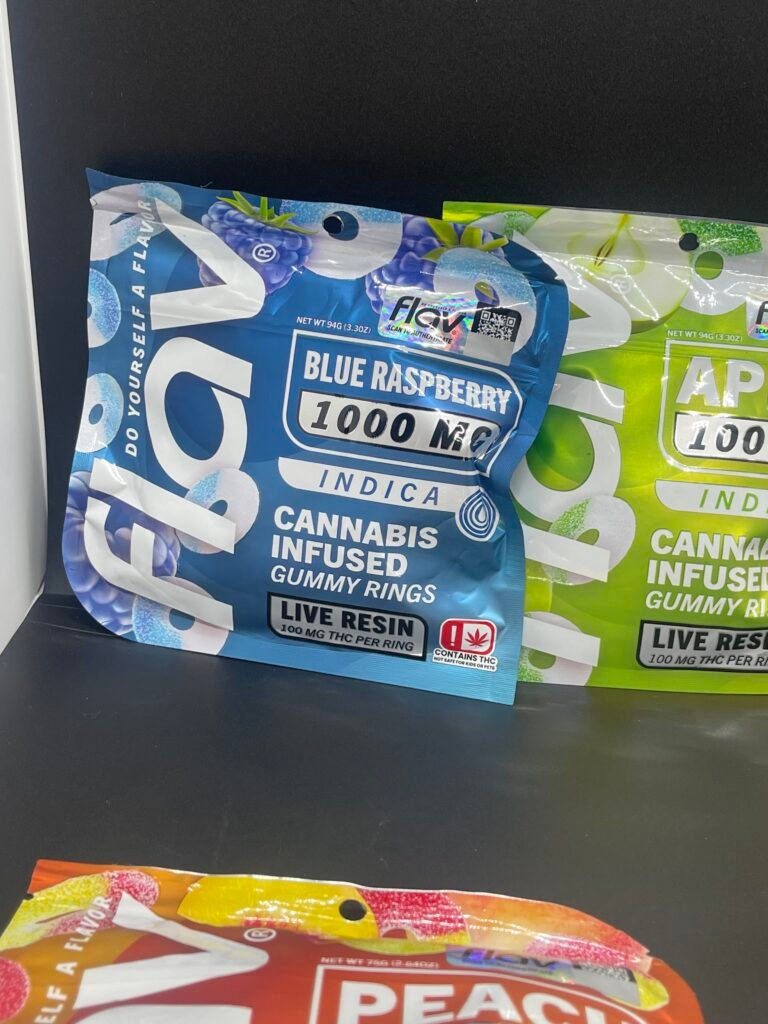 DO YOURSELF A FLAVOR
flav®
NET WT 94G (3.3OZ)
flav
SCAN TO AUTHENTICATE
BLUE RASPBERRY
1000 MG
INDICA
CANNABIS
INFUSED
GUMMY RINGS
LIVE RESIN
100 MG THC PER RING
CONTAINS THC
NOT SAFE FOR KIDS OR PETS
flav
NET WT 94G (3.3OZ)
AP
100
IND
CANNA
INFUSED
GUMMY RI
LIVE RES
100 MG THC PER RI
ELF A FLAVOR
®
NET WT 75G (2.64OZ)
flav
PEACH